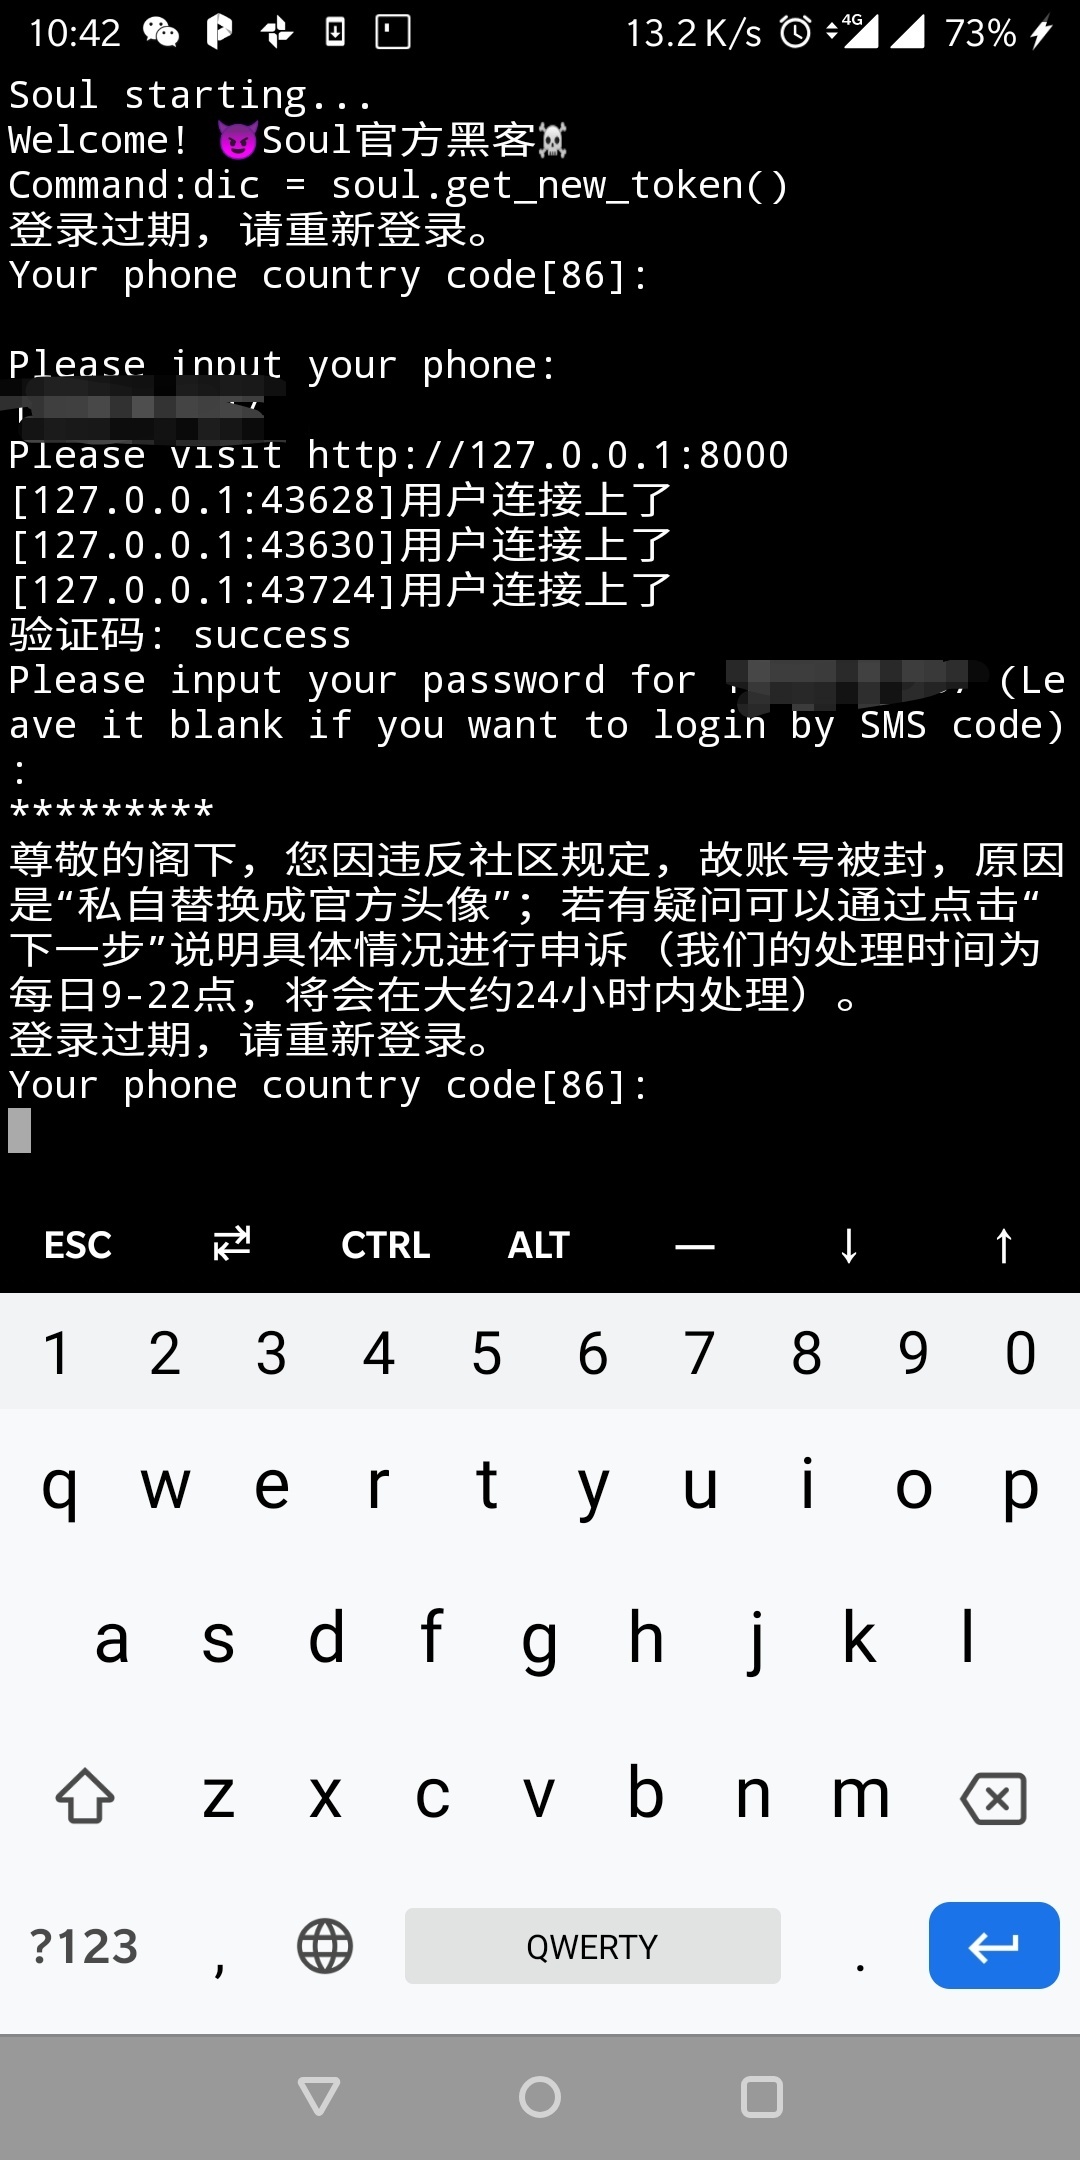 10:42 13.2 K/s 4G 73%
Soul starting...
Welcome! 😈Soul官方黑客☠
Command:dic = soul.get_new_token()
登录过期，请重新登录。
Your phone country code[86]:
Please input your phone:
Please visit http://127.0.0.1:8000
[127.0.0.1:43628]用户连接上了
[127.0.0.1:43630]用户连接上了
[127.0.0.1:43724]用户连接上了
验证码: success
Please input your password for (Le
ave it blank if you want to login by SMS code)
:
*********
尊敬的阁下，您因违反社区规定，故账号被封，原因
是“私自替换成官方头像”；若有疑问可以通过点击“
下一步”说明具体情况进行申诉（我们的处理时间为
每日9-22点，将会在大约24小时内处理）。
登录过期，请重新登录。
Your phone country code[86]:
ESC ⇄ CTRL ALT — ↓ ↑
1 2 3 4 5 6 7 8 9 0
q w e r t y u i o p
a s d f g h j k l
z x c v b n m
?123 , QWERTY .